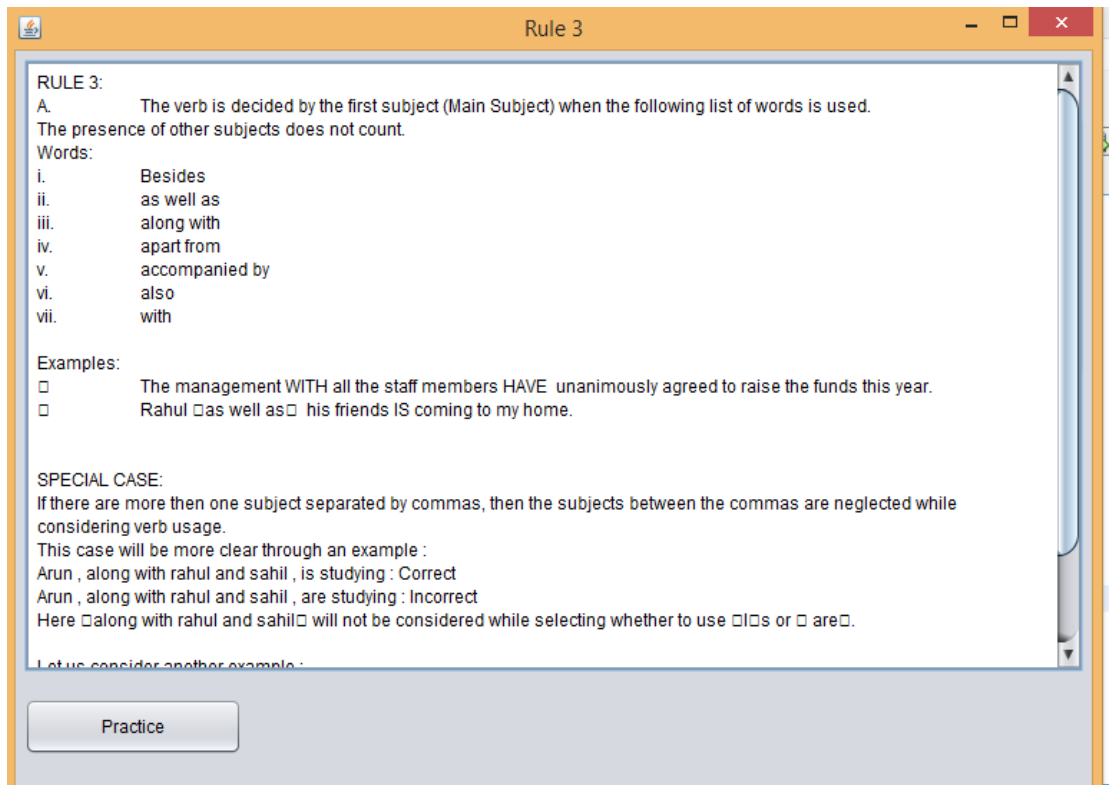 Rule 3
RULE 3:
A. The verb is decided by the first subject (Main Subject) when the following list of words is used.
The presence of other subjects does not count.
Words:
i. Besides
ii. as well as
iii. along with
iv. apart from
v. accompanied by
vi. also
vii. with
Examples:
□ The management WITH all the staff members HAVE unanimously agreed to raise the funds this year.
□ Rahul □as well as□ his friends IS coming to my home.
SPECIAL CASE:
If there are more then one subject separated by commas, then the subjects between the commas are neglected while
considering verb usage.
This case will be more clear through an example :
Arun , along with rahul and sahil , is studying : Correct
Arun , along with rahul and sahil , are studying : Incorrect
Here □along with rahul and sahil□ will not be considered while selecting whether to use □I□s or □ are□.
Let us consider another example :
Practice